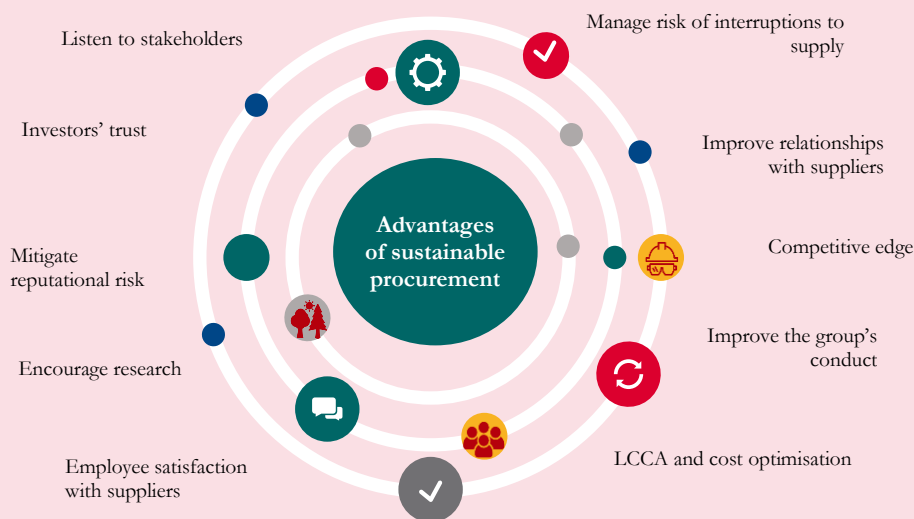 Listen to stakeholders
Investors’ trust
Mitigate
reputational risk
Encourage research
Employee satisfaction
with suppliers
Advantages
of sustainable
procurement
Manage risk of interruptions to
supply
Improve relationships
with suppliers
Competitive edge
Improve the group’s
conduct
LCCA and cost optimisation